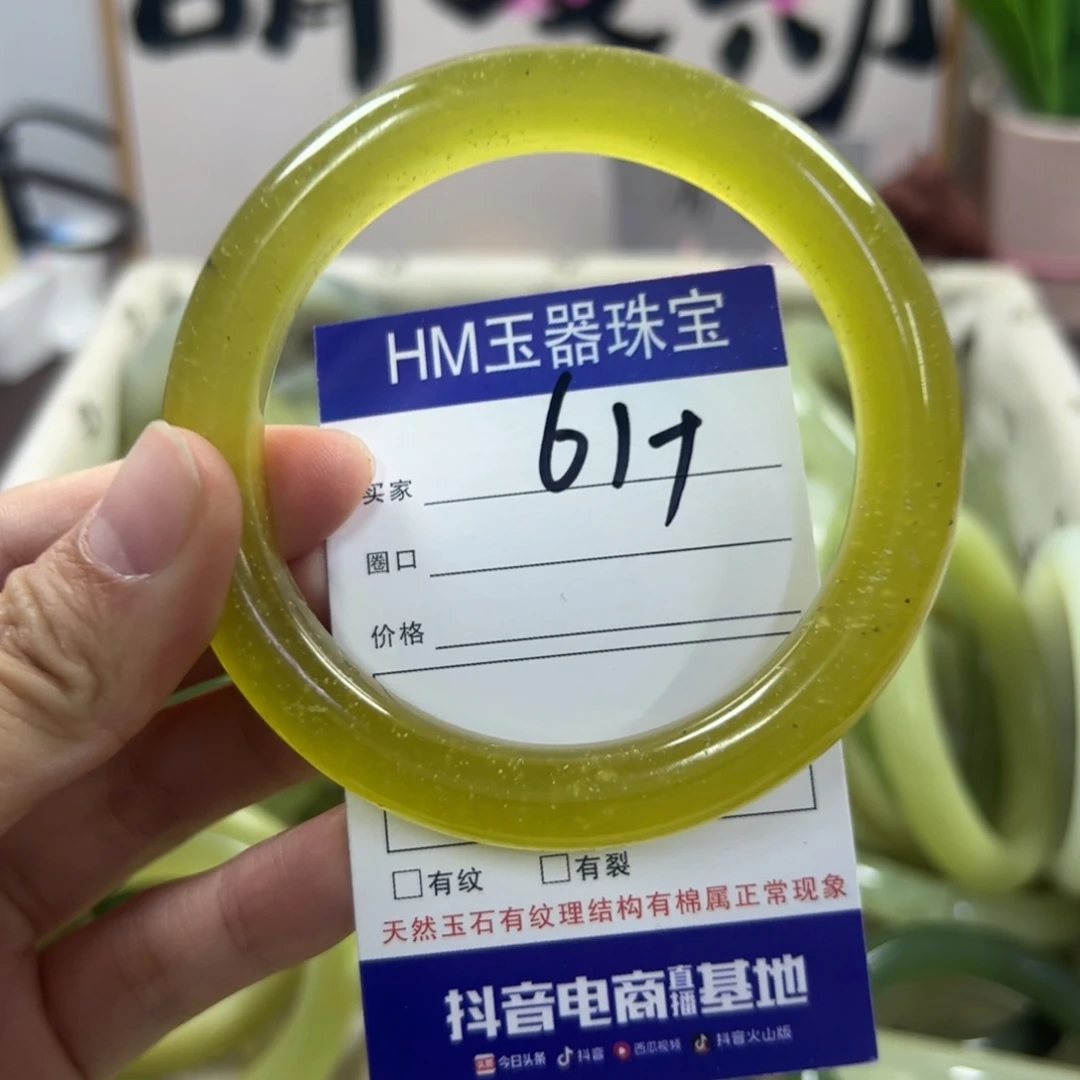 HM玉器珠宝
617
买家
圈口
价格
有纹 有裂
天然玉石有纹理结构有棉属正常现象
抖音电商直播基地
头条 今日头条 抖音 西瓜视频 抖音火山版